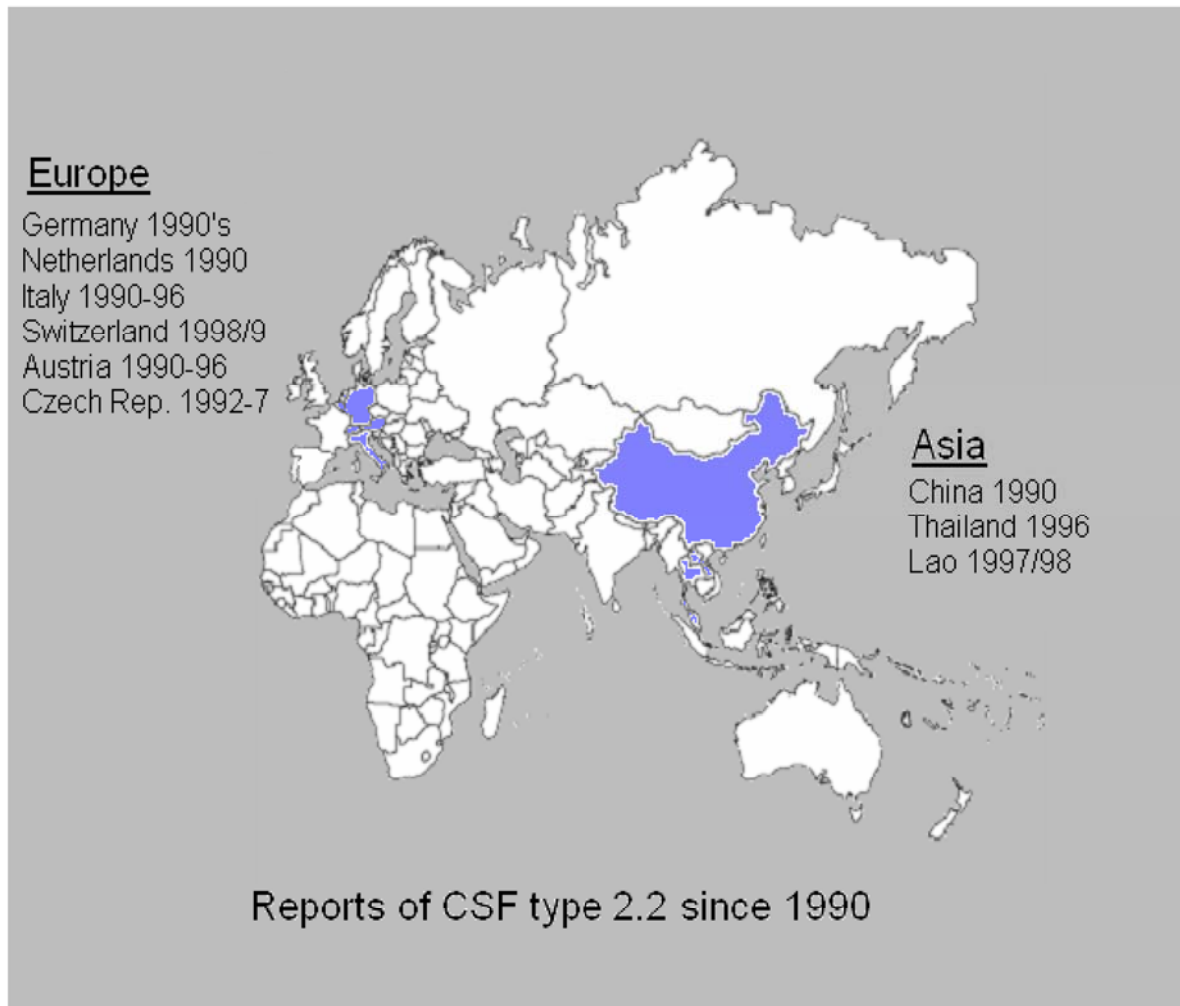 Europe
Germany 1990's
Netherlands 1990
Italy 1990-96
Switzerland 1998/9
Austria 1990-96
Czech Rep. 1992-7
Asia
China 1990
Thailand 1996
Lao 1997/98
Reports of CSF type 2.2 since 1990